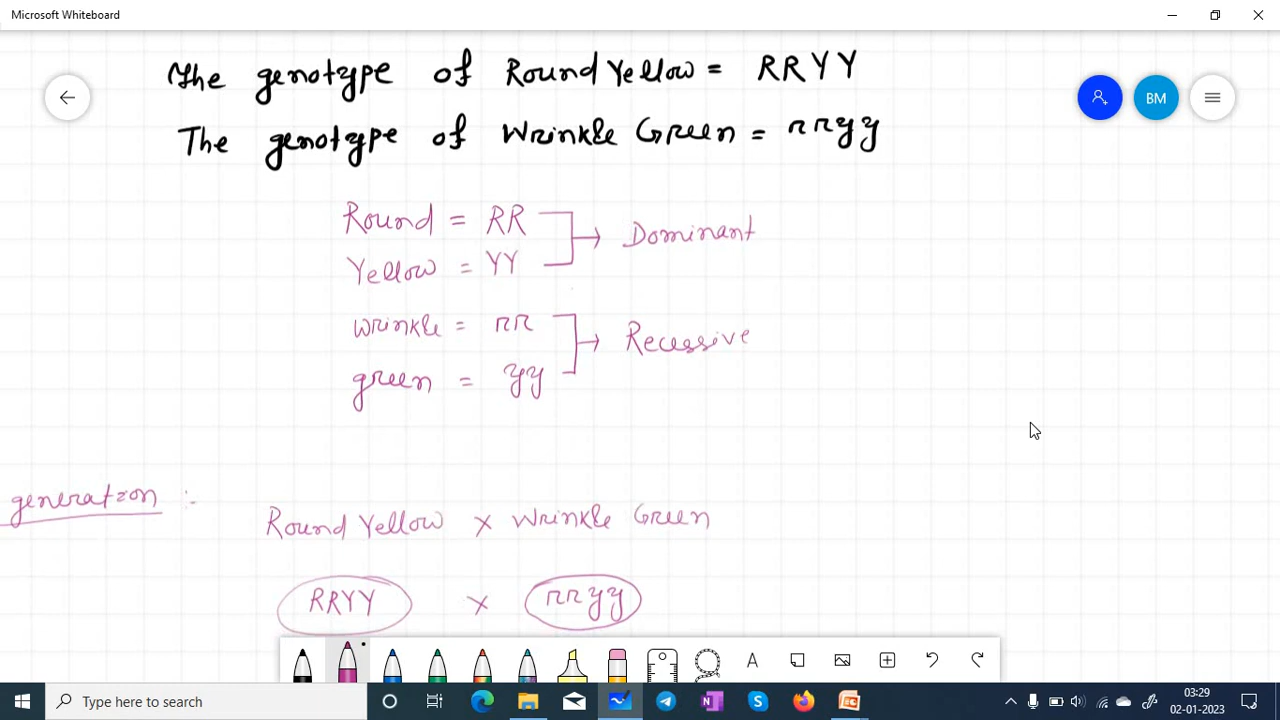 Microsoft Whiteboard
The genotype of Round Yellow = RRYY
The genotype of Wrinkle Green = rryy
BM
Round = RR
Yellow = YY
Dominant
wrinkle = rr
green = yy
Recessive
generation :-
Round Yellow x Wrinkle Green
RRYY x rryy
A
Type here to search
03:29
02-01-2023